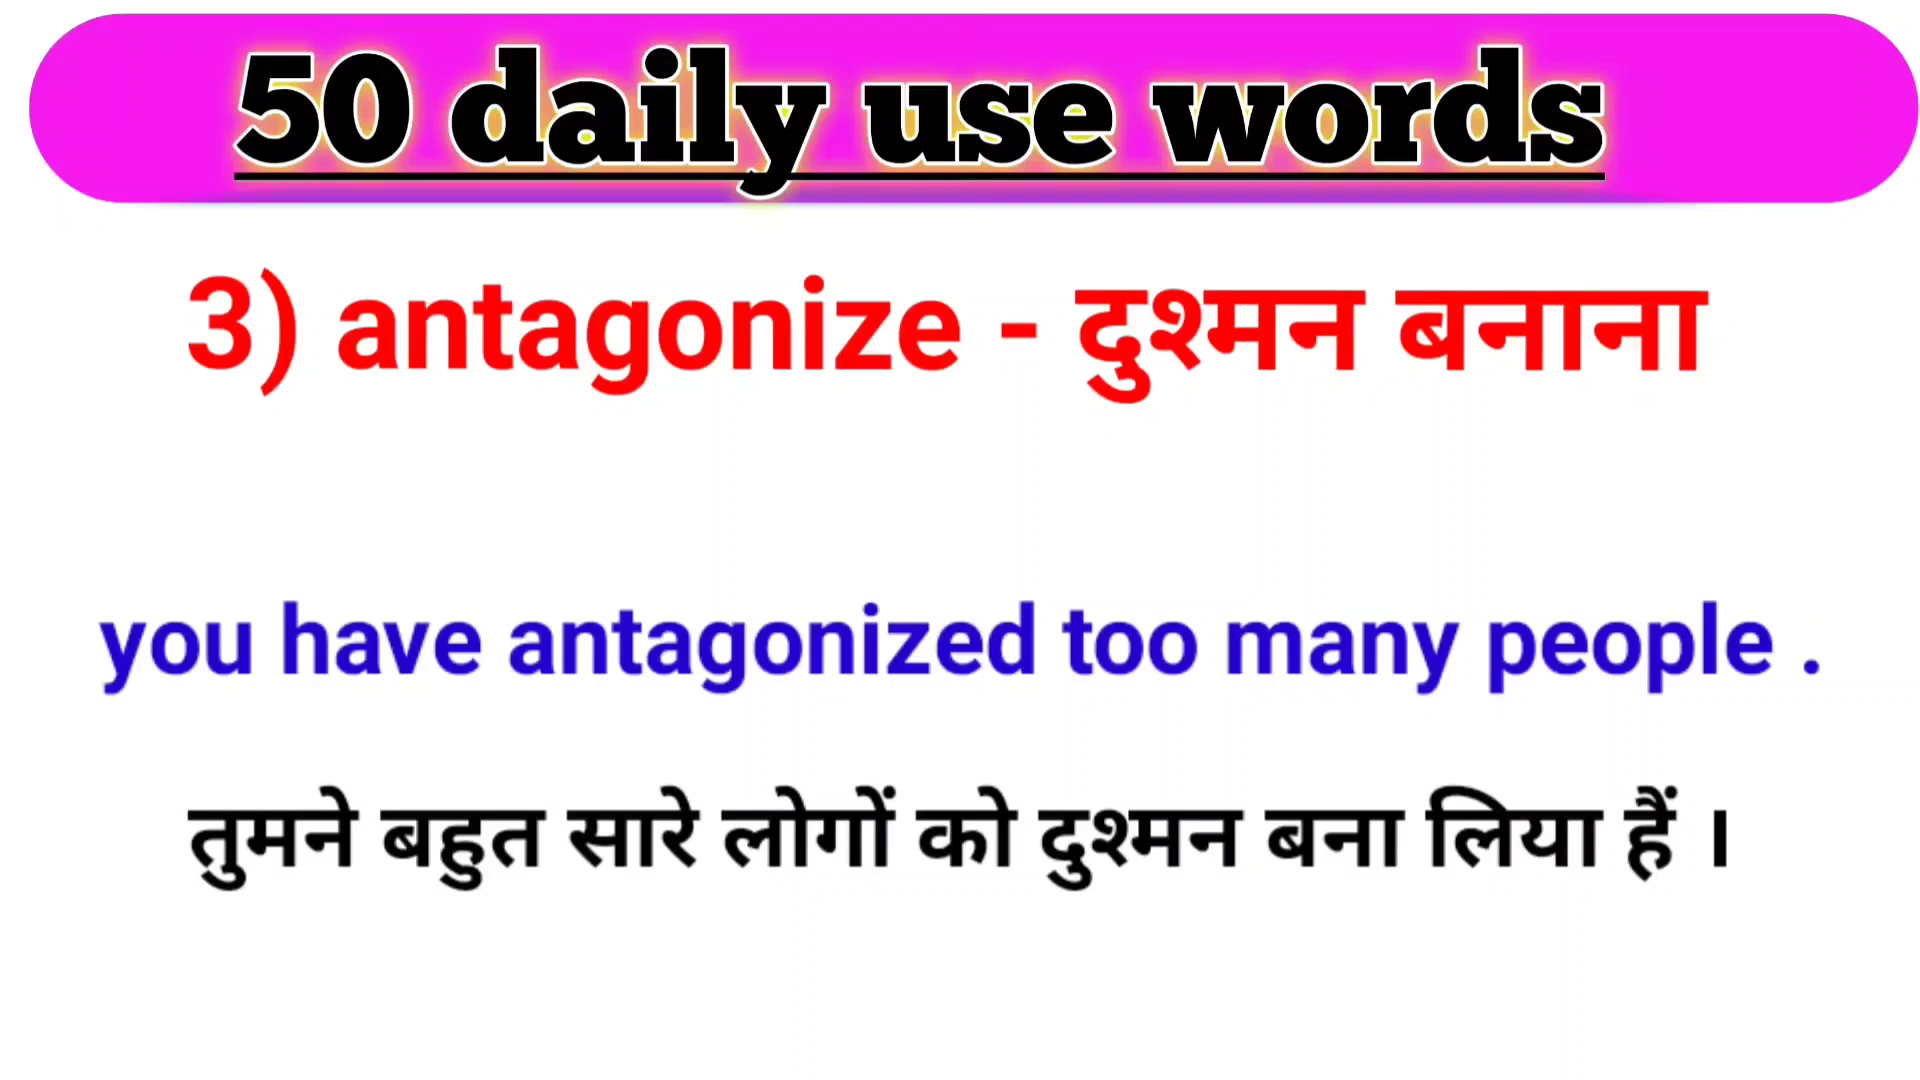 50 daily use words
3) antagonize - दुश्मन बनाना
you have antagonized too many people .
तुमने बहुत सारे लोगों को दुश्मन बना लिया हैं ।